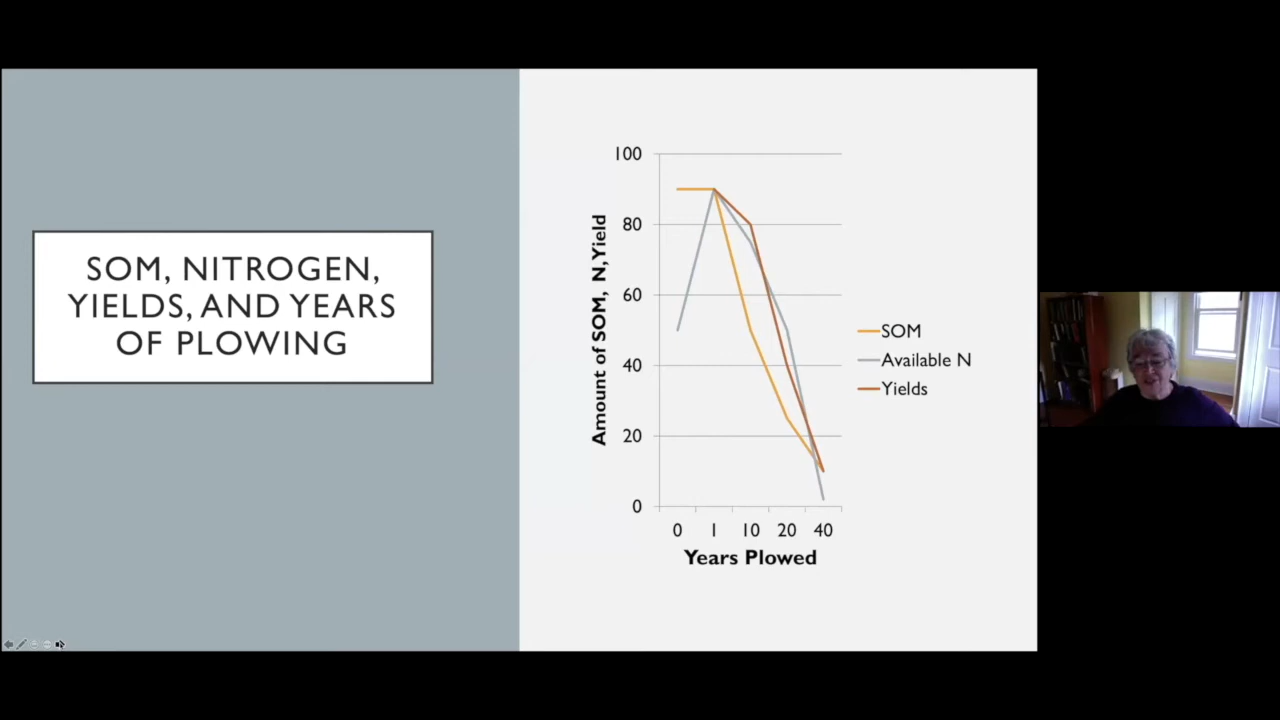 SOM, NITROGEN,
YIELDS, AND YEARS
OF PLOWING
100
80
60
40
20
0
Amount of SOM, N,Yield
0 1 10 20 40
Years Plowed
SOM
Available N
Yields